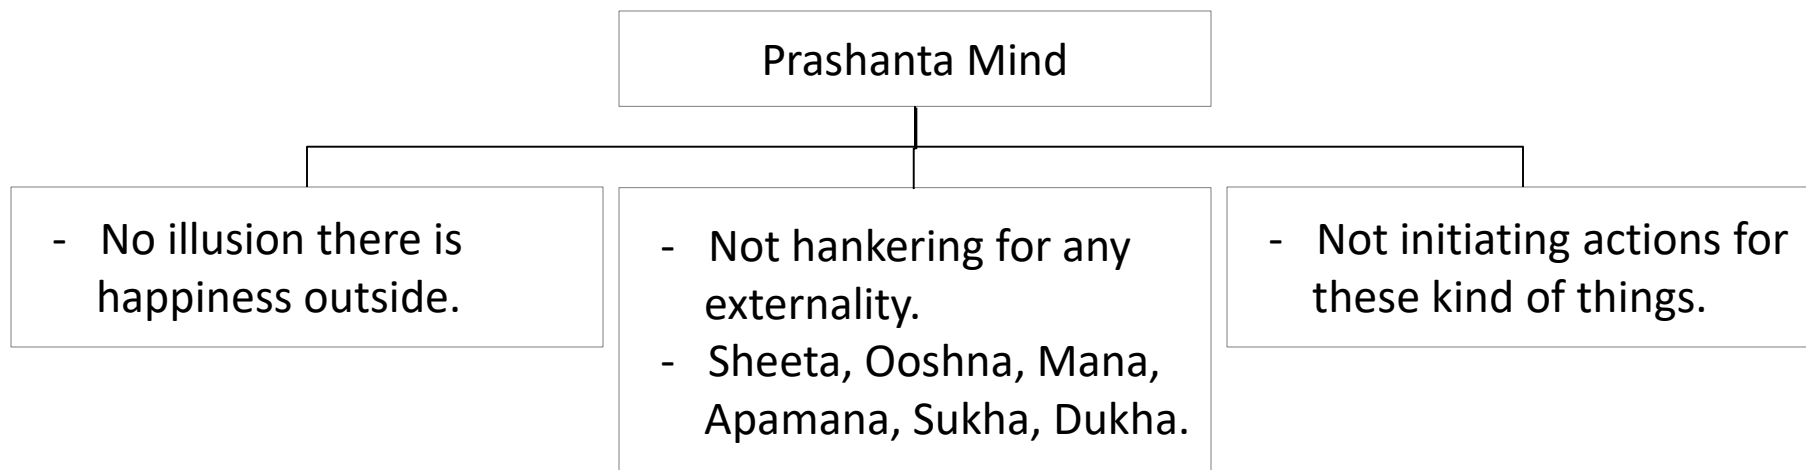 Prashanta Mind
- No illusion there is
happiness outside.
- Not hankering for any
externality.
- Sheeta, Ooshna, Mana,
Apamana, Sukha, Dukha.
- Not initiating actions for
these kind of things.